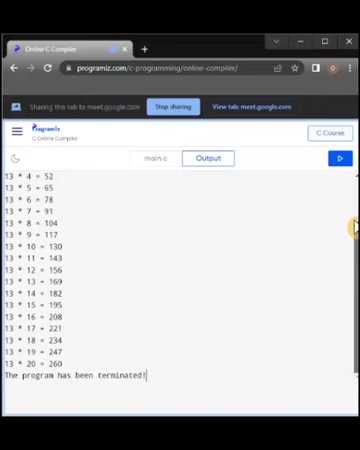 Online C Compiler
programiz.com/c-programming/online-compiler/
Sharing this tab to meet.google.com
Stop sharing
View tab: meet.google.com
Programiz
C Online Compiler
C Course
main.c
Output
13 * 4 = 52
13 * 5 = 65
13 * 6 = 78
13 * 7 = 91
13 * 8 = 104
13 * 9 = 117
13 * 10 = 130
13 * 11 = 143
13 * 12 = 156
13 * 13 = 169
13 * 14 = 182
13 * 15 = 195
13 * 16 = 208
13 * 17 = 221
13 * 18 = 234
13 * 19 = 247
13 * 20 = 260
The program has been terminated!